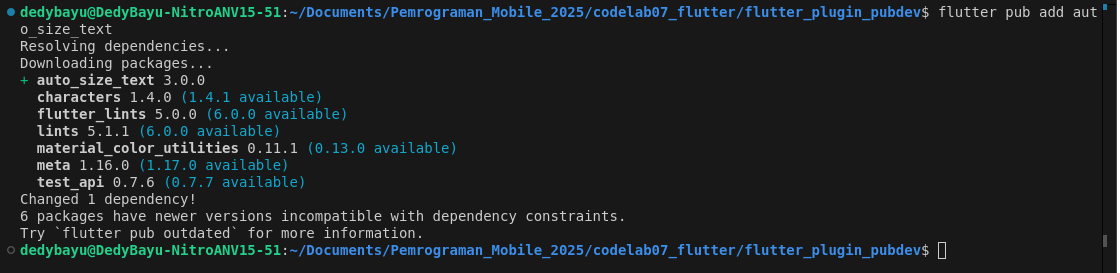 dedybayu@DedyBayu-NitroANV15-51:~/Documents/Pemrograman_Mobile_2025/codelab07_flutter/flutter_plugin_pubdev$ flutter pub add aut
o_size_text
Resolving dependencies...
Downloading packages...
+ auto_size_text 3.0.0
  characters 1.4.0 (1.4.1 available)
  flutter_lints 5.0.0 (6.0.0 available)
  lints 5.1.1 (6.0.0 available)
  material_color_utilities 0.11.1 (0.13.0 available)
  meta 1.16.0 (1.17.0 available)
  test_api 0.7.6 (0.7.7 available)
Changed 1 dependency!
6 packages have newer versions incompatible with dependency constraints.
Try `flutter pub outdated` for more information.
dedybayu@DedyBayu-NitroANV15-51:~/Documents/Pemrograman_Mobile_2025/codelab07_flutter/flutter_plugin_pubdev$